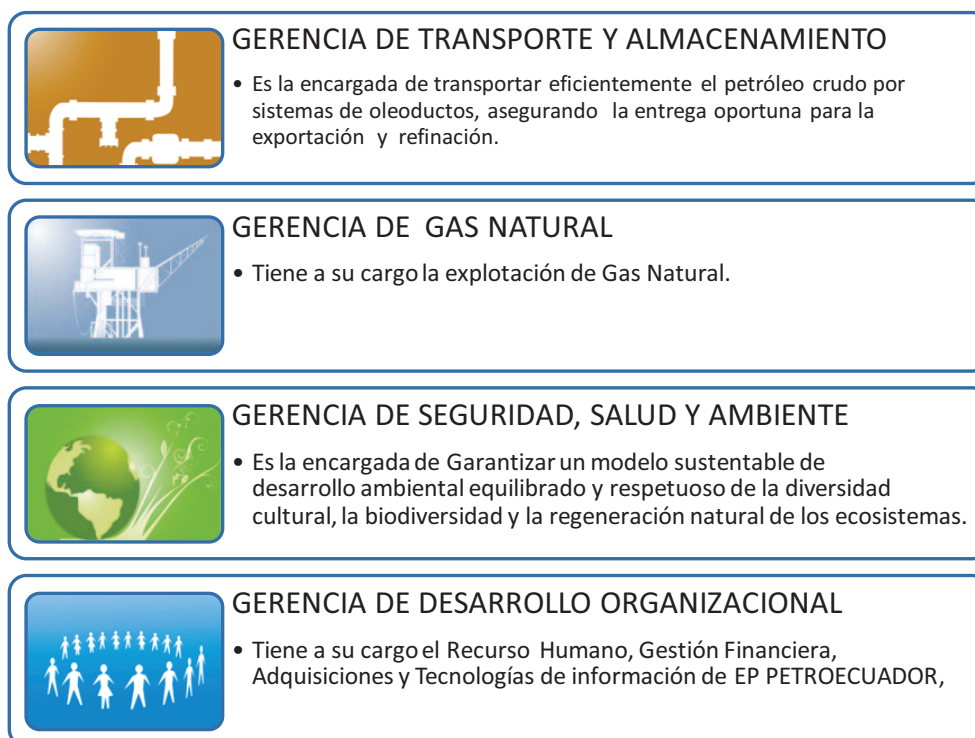 GERENCIA DE TRANSPORTE Y ALMACENAMIENTO
• Es la encargada de transportar eficientemente el petróleo crudo por
sistemas de oleoductos, asegurando la entrega oportuna para la
exportación y refinación.
GERENCIA DE GAS NATURAL
• Tiene a su cargo la explotación de Gas Natural.
GERENCIA DE SEGURIDAD, SALUD Y AMBIENTE
• Es la encargada de Garantizar un modelo sustentable de
desarrollo ambiental equilibrado y respetuoso de la diversidad
cultural, la biodiversidad y la regeneración natural de los ecosistemas.
GERENCIA DE DESARROLLO ORGANIZACIONAL
• Tiene a su cargo el Recurso Humano, Gestión Financiera,
Adquisiciones y Tecnologías de información de EP PETROECUADOR,